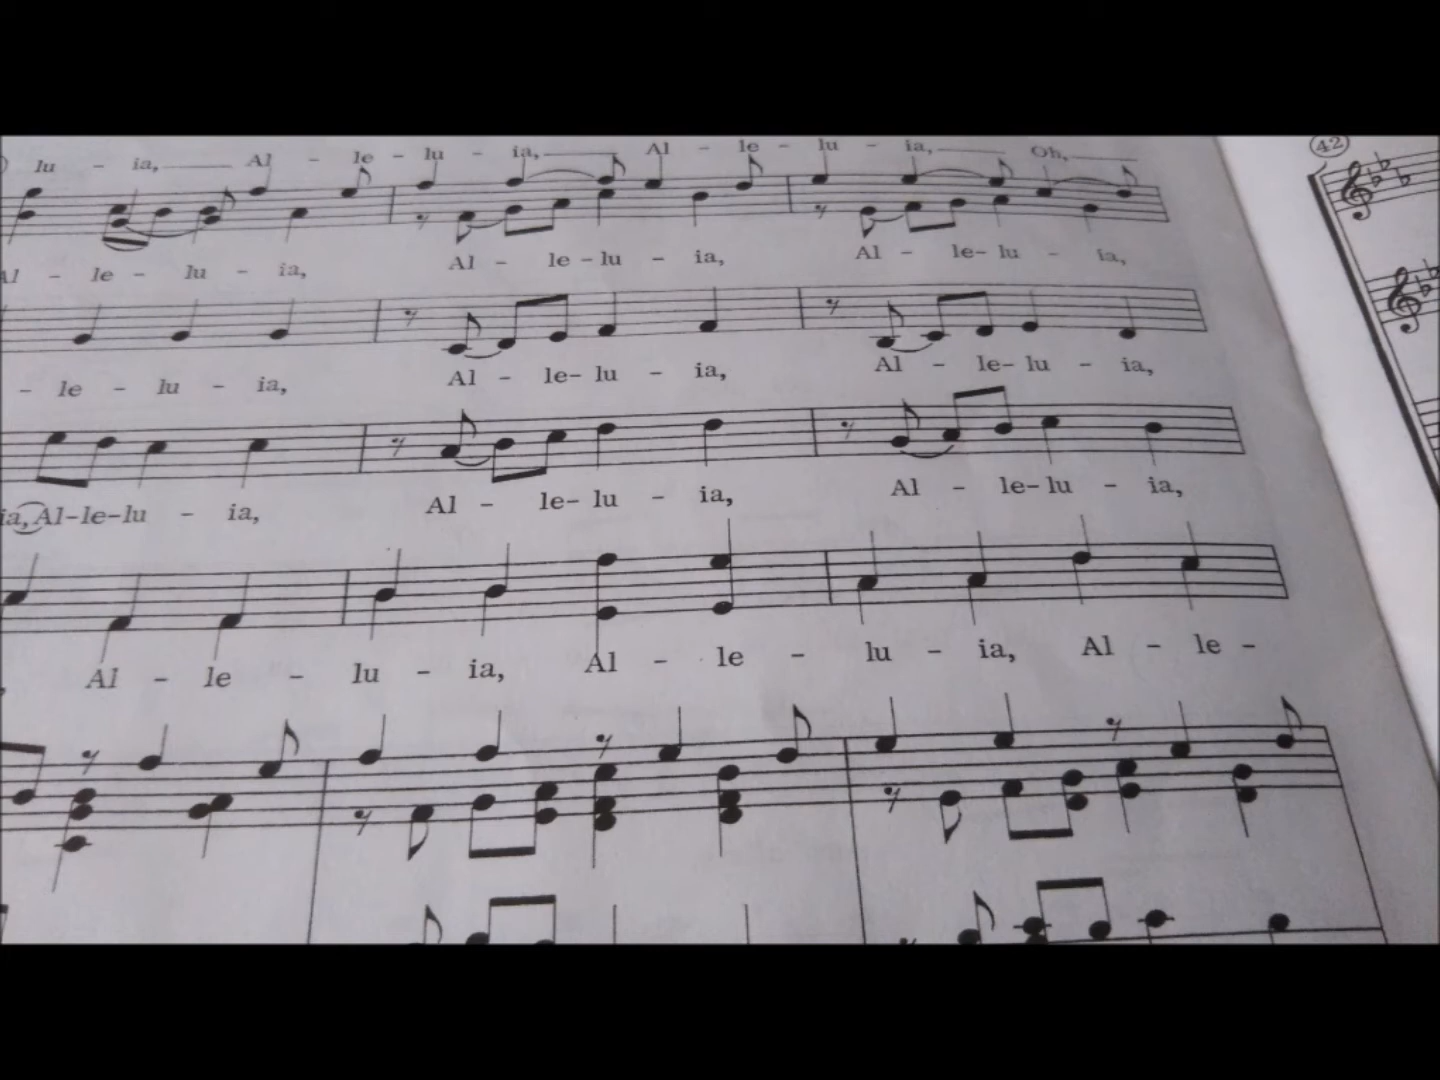 lu - ia, Al - le - lu - ia, Al - le - lu - ia, Oh,
42
Al - le - lu - ia, Al - le - lu - ia, Al - le - lu - ia,
- le - lu - ia, Al - le - lu - ia, Al - le - lu - ia,
ia, Al-le-lu - ia, Al - le - lu - ia, Al - le - lu - ia,
Al - le - lu - ia, Al - le - lu - ia, Al - le -